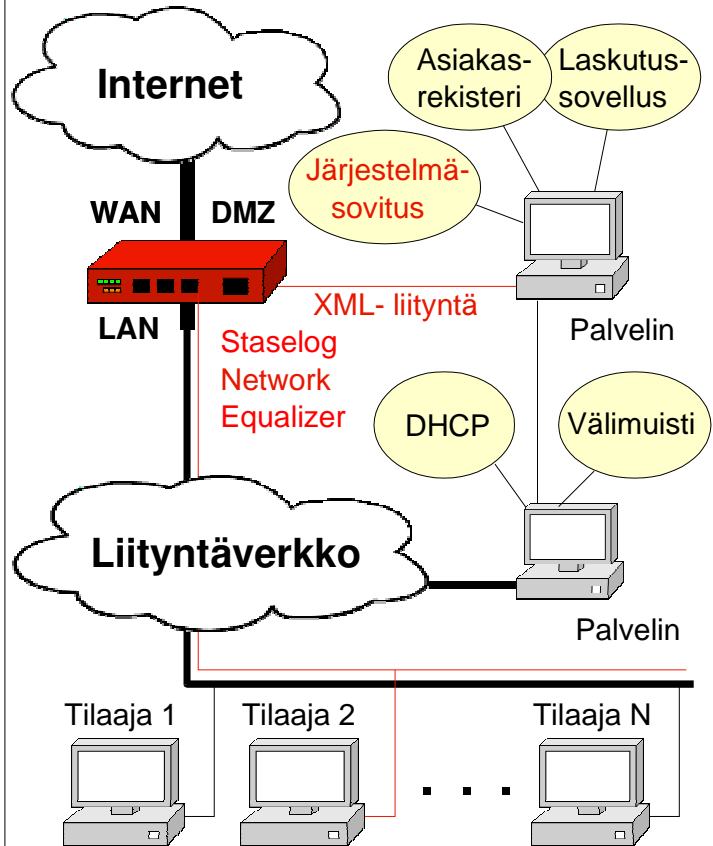 Internet
Asiakas-
rekisteri
Laskutus-
sovellus
Järjestelmä-
sovitus
WAN
DMZ
LAN
XML- liityntä
Palvelin
Staselog
Network
Equalizer
DHCP
Välimuisti
Liityntäverkko
Palvelin
Tilaaja 1
Tilaaja 2
Tilaaja N
. . .